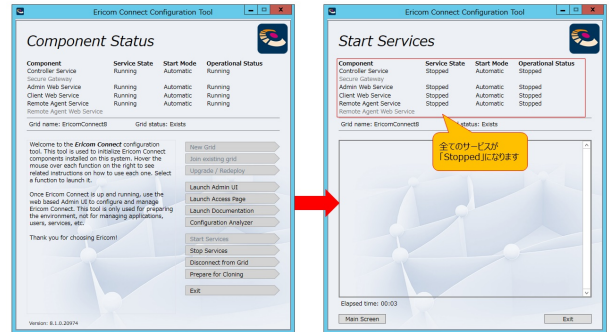 Ericom Connect Configuration Tool
Component Status
Component Service State Start Mode Operational Status
Controller Service Running Automatic Running
Secure Gateway
Admin Web Service Running Automatic Running
Client Web Service Running Automatic Running
Remote Agent Service Running Automatic Running
Remote Agent Web Service
Grid name: EricomConnect8 Grid status: Exists
Welcome to the Ericom Connect configuration
tool. This tool is used to initialize Ericom Connect
components installed on this system. Hover the
mouse over each function on the right to see
related instructions on how to use each one. Select
a function to launch it.
Once Ericom Connect is up and running, use the
web based Admin UI to configure and manage
Ericom Connect. This tool is only used for preparing
the environment, not for managing applications,
users, services, etc.
Thank you for choosing Ericom!
New Grid
Join existing grid
Upgrade / Redeploy
Launch Admin UI
Launch Access Page
Launch Documentation
Configuration Analyzer
Start Services
Stop Services
Disconnect from Grid
Prepare for Cloning
Exit
Version: 8.1.0.20974
Ericom Connect Configuration Tool
Start Services
Component Service State Start Mode Operational Status
Controller Service Stopped Automatic Stopped
Secure Gateway
Admin Web Service Stopped Automatic Stopped
Client Web Service Stopped Automatic Stopped
Remote Agent Service Stopped Automatic Stopped
Remote Agent Web Service
Grid name: EricomConnect8 status: Exists
全てのサービスが
「Stopped」になります
Elapsed time: 00:03
Main Screen
Exit